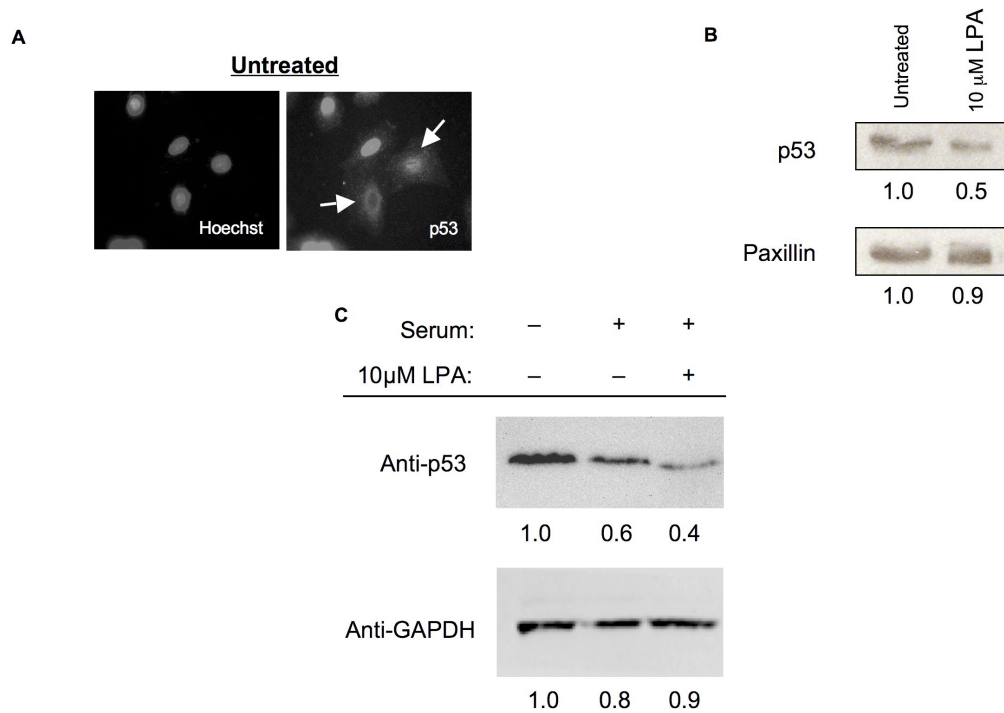 A
Untreated
Hoechst
p53
B
Untreated
10 µM LPA
p53
1.0 0.5
Paxillin
1.0 0.9
C
Serum: – + +
10µM LPA: – – +
Anti-p53
1.0 0.6 0.4
Anti-GAPDH
1.0 0.8 0.9